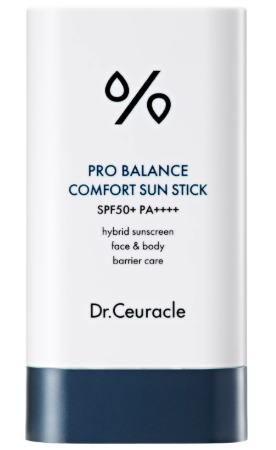 PRO BALANCE
COMFORT SUN STICK
SPF50+ PA++++
hybrid sunscreen
face & body
barrier care
Dr.Ceuracle